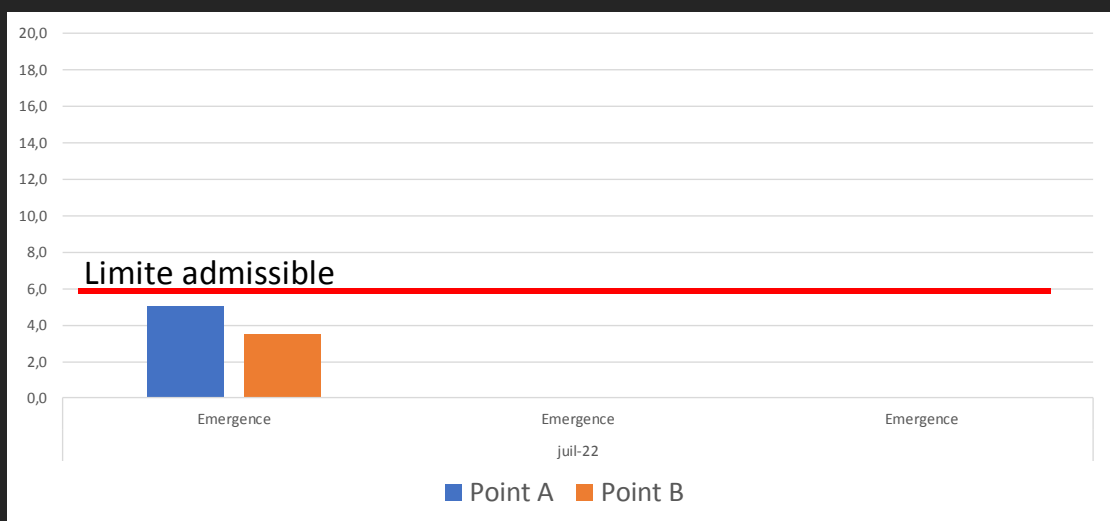 20,0
18,0
16,0
14,0
12,0
10,0
8,0
Limite admissible
6,0
4,0
2,0
0,0
Emergence Emergence Emergence
juil-22
Point A Point B